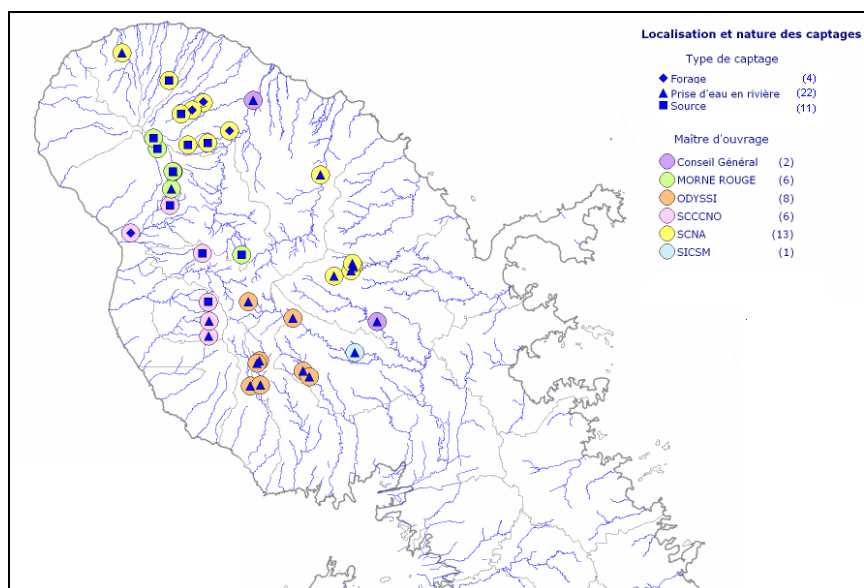 Localisation et nature des captages
Type de captage
Forage (4)
Prise d'eau en rivière (22)
Source (11)
Maître d'ouvrage
Conseil Général (2)
MORNE ROUGE (6)
ODYSSI (8)
SCCCNO (6)
SCNA (13)
SICSM (1)